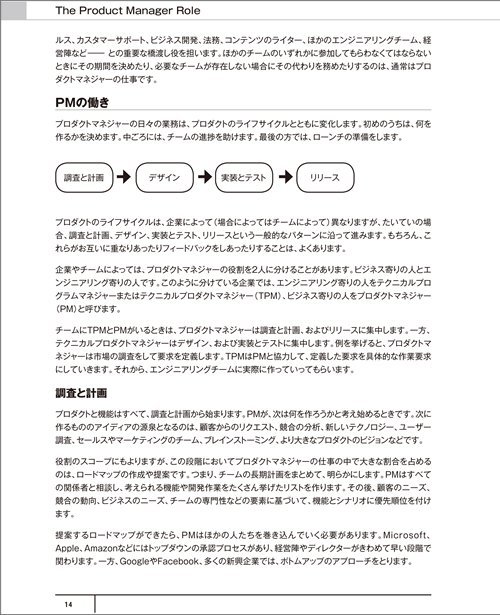 The Product Manager Role
ルス、カスタマーサポート、ビジネス開発、法務、コンテンツのライター、ほかのエンジニアリングチーム、経
営陣など── との重要な橋渡し役を担います。ほかのチームのいずれかに参加してもらわなくてはならない
ときにその期間を決めたり、必要なチームが存在しない場合にその代わりを務めたりするのは、通常はプロ
ダクトマネジャーの仕事です。
PMの働き
プロダクトマネジャーの日々の業務は、プロダクトのライフサイクルとともに変化します。初めのうちは、何を
作るかを決めます。中ごろには、チームの進捗を助けます。最後の方では、ローンチの準備をします。
調査と計画 デザイン 実装とテスト リリース
プロダクトのライフサイクルは、企業によって（場合によってはチームによって）異なりますが、たいていの場
合、デザイン、調査と計画、実装とテスト、リリースという一般的なパターンに沿って進みます。もちろん、こ
れらがお互いに重なりあったりフィードバックをしあったりすることは、よくあります。
企業やチームによっては、プロダクトマネジャーの役割を2人に分けることがあります。ビジネス寄りの人とエ
ンジニアリング寄りの人です。このように分けている企業では、エンジニアリング寄りの人をテクニカルプロ
グラムマネジャーまたはテクニカルプロダクトマネジャー（TPM）、ビジネス寄りの人をプロダクトマネジャー
（PM）と呼びます。
チームにTPMとPMがいるときは、プロダクトマネジャーは調査と計画、およびリリースに集中します。一方、
テクニカルプロダクトマネジャーはデザイン、および実装とテストに集中します。例を挙げると、プロダクトマ
ネジャーは市場の調査をして要求を定義します。TPMはPMと協力して、定義した要求を具体的な作業要求
にしていきます。それから、エンジニアリングチームに実際に作っていってもらいます。
調査と計画
プロダクトと機能はすべて、調査と計画から始まります。PMが、次は何を作ろうかと考え始めるときです。次に
作るもののアイディアの源泉となるのは、顧客からのリクエスト、競合の分析、新しいテクノロジー、ユーザー
調査、セールスやマーケティングのチーム、ブレインストーミング、より大きなプロダクトのビジョンなどです。
役割のスコープにもよりますが、この段階においてプロダクトマネジャーの仕事の中で大きな割合を占める
のは、ロードマップの作成や提案です。つまり、チームの長期計画をまとめて、明らかにします。PMはすべて
の関係者と相談し、考えられる機能や開発作業をたくさん挙げたリストを作ります。その後、顧客のニーズ、
競合の動向、ビジネスのニーズ、チームの専門性などの要素に基づいて、機能とシナリオに優先順位を付け
ます。
提案するロードマップができたら、PMはほかの人たちを巻き込んでいく必要があります。Microsoft、
Apple、Amazonなどにはトップダウンの承認プロセスがあり、経営陣やディレクターがきわめて早い段階で
関わります。一方、GoogleやFacebook、多くの新興企業では、ボトムアップのアプローチをとります。
14